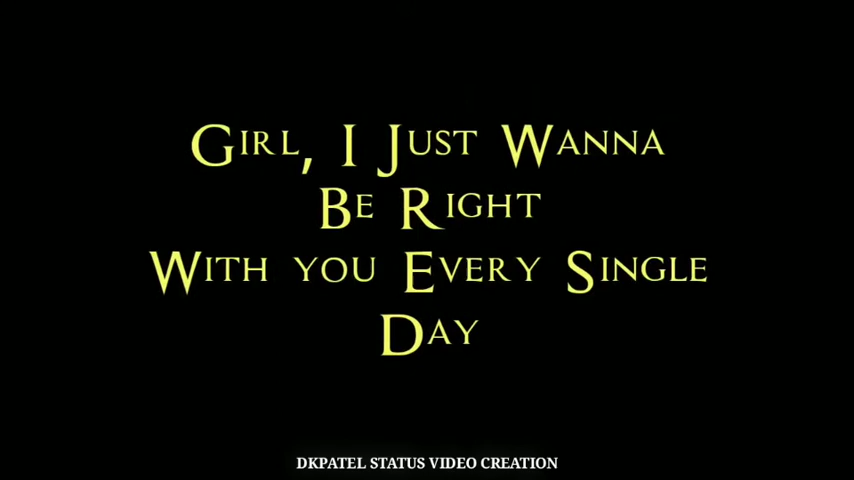 Girl, I Just Wanna
Be Right
With you Every Single
Day
DKPATEL STATUS VIDEO CREATION